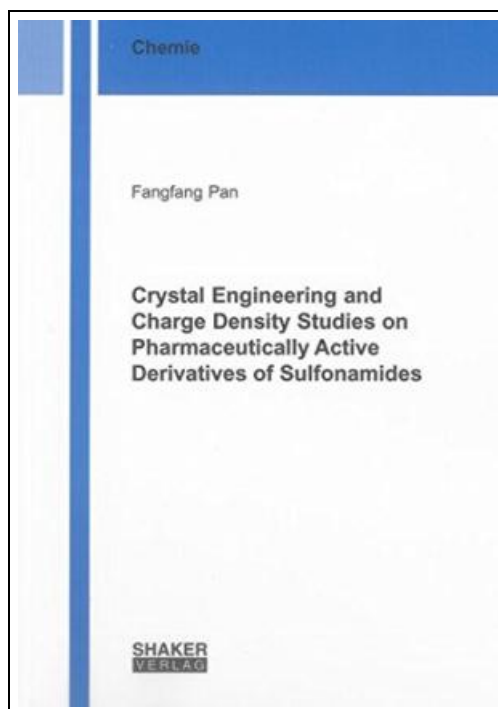 Chemie
Fangfang Pan
Crystal Engineering and
Charge Density Studies on
Pharmaceutically Active
Derivatives of Sulfonamides
SHAKER
VERLAG